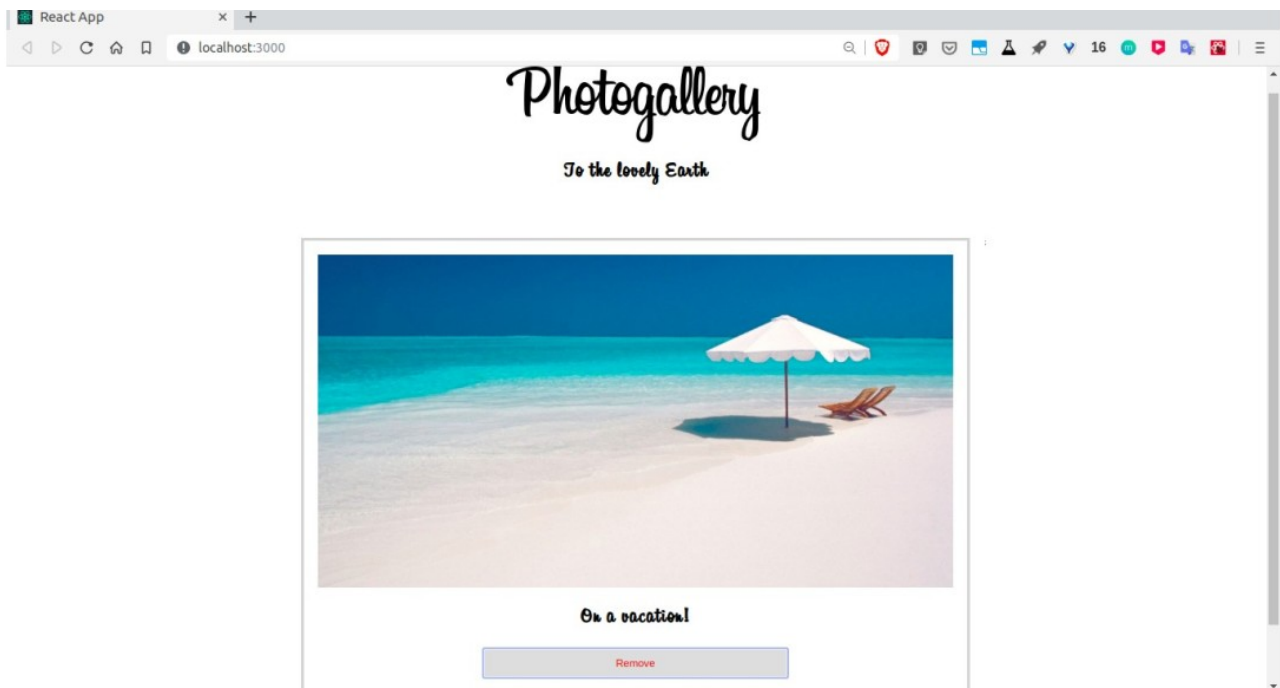 React App
localhost:3000
16
Photogallery
To the lovely Earth
On a vacation!
Remove